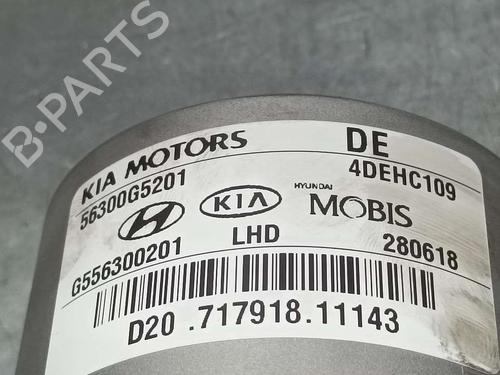 B-PARTS
KIA MOTORS DE
56300G5201 4DEHC109
KIA HYUNDAI MOBIS
G556300201 LHD 280618
D20 .717918.11143